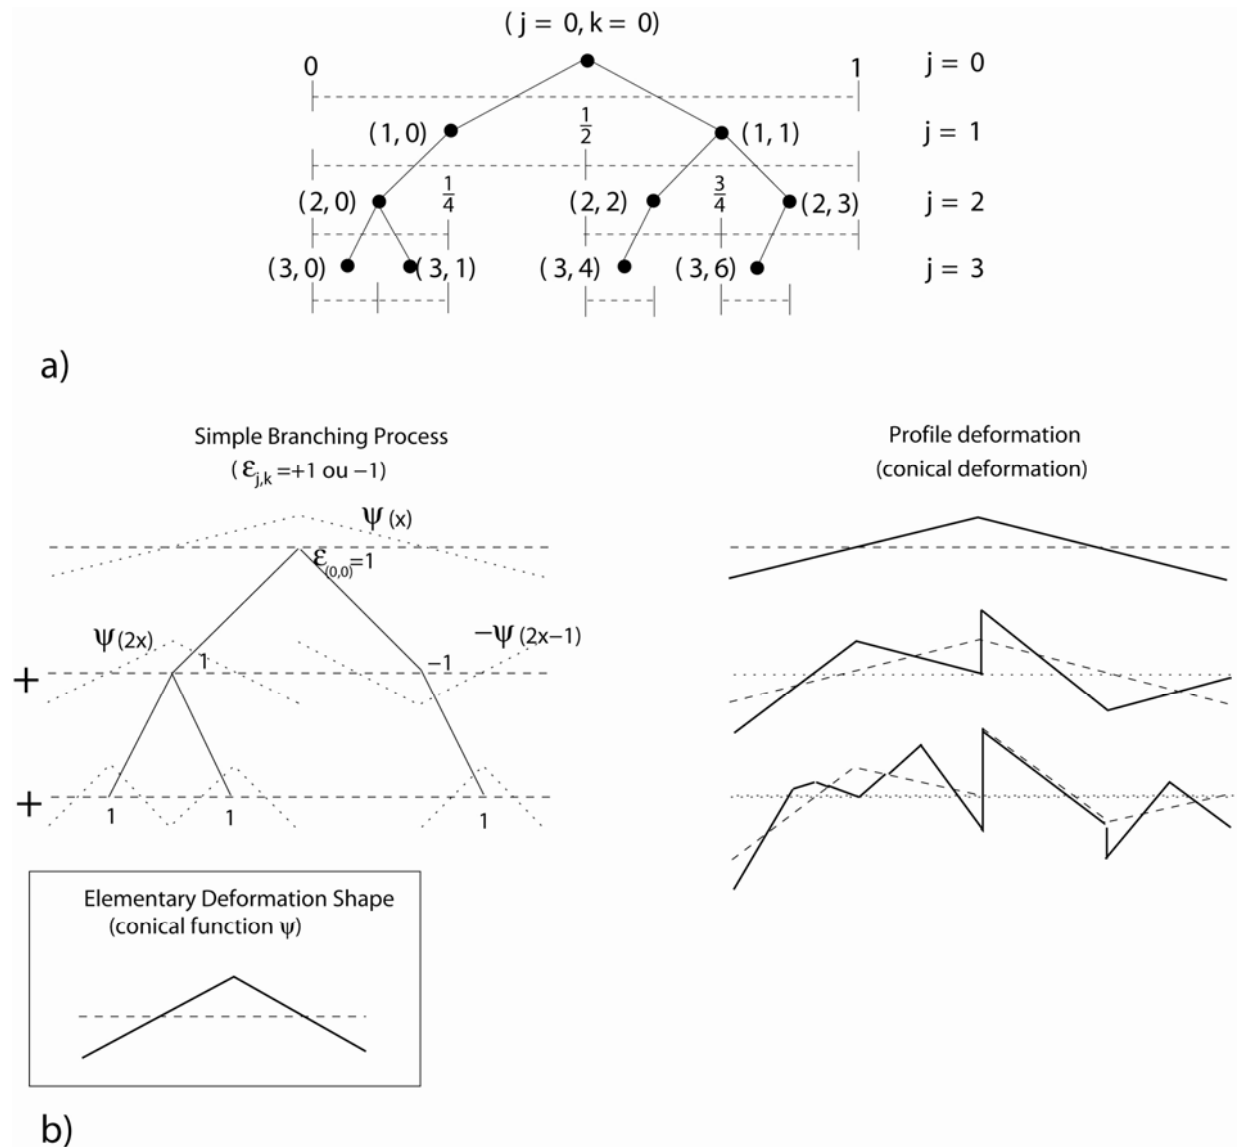 ( j = 0, k = 0)
0 1 j = 0
(1, 0) 1/2 (1, 1) j = 1
(2, 0) 1/4 (2, 2) 3/4 (2, 3) j = 2
(3, 0) (3, 1) (3, 4) (3, 6) j = 3
a)
Simple Branching Process
( ε_{j,k} =+1 ou −1)
ψ (x)
ε_{(0,0)}=1
ψ (2x) −ψ (2x−1)
+ 1 −1
+
1 1 1
Profile deformation
(conical deformation)
Elementary Deformation Shape
(conical function ψ)
b)